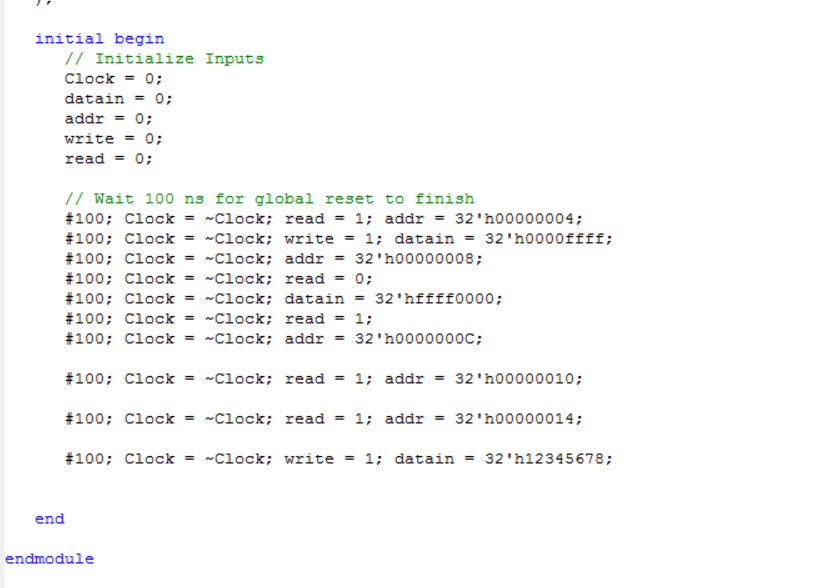 );
initial begin
// Initialize Inputs
Clock = 0;
datain = 0;
addr = 0;
write = 0;
read = 0;
// Wait 100 ns for global reset to finish
#100; Clock = ~Clock; read = 1; addr = 32'h00000004;
#100; Clock = ~Clock; write = 1; datain = 32'h0000ffff;
#100; Clock = ~Clock; addr = 32'h00000008;
#100; Clock = ~Clock; read = 0;
#100; Clock = ~Clock; datain = 32'hffff0000;
#100; Clock = ~Clock; read = 1;
#100; Clock = ~Clock; addr = 32'h0000000C;
#100; Clock = ~Clock; read = 1; addr = 32'h00000010;
#100; Clock = ~Clock; read = 1; addr = 32'h00000014;
#100; Clock = ~Clock; write = 1; datain = 32'h12345678;
end
endmodule